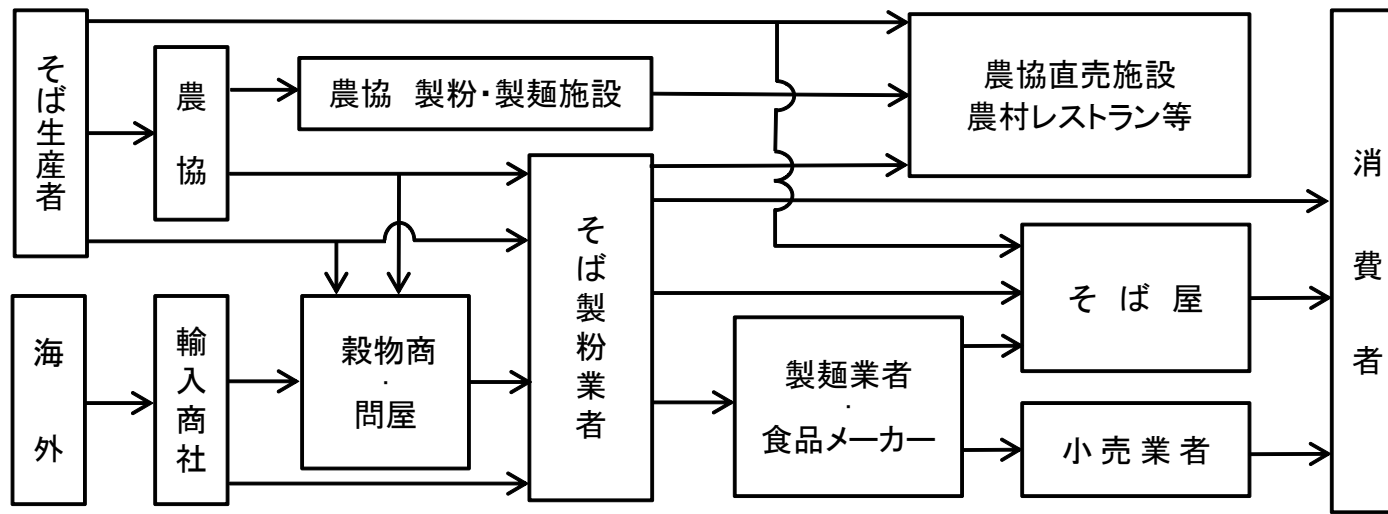 そば生産者
農協
農協 製粉・製麺施設
農協直売施設
農村レストラン等
消費者
海外
輸入商社
穀物商
・
問屋
そば製粉業者
製麺業者
・
食品メーカー
そば屋
小売業者